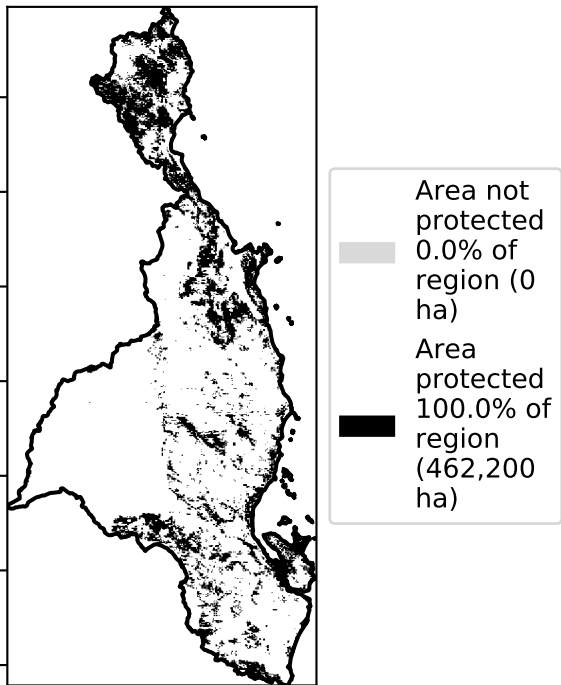 Area not
protected
0.0% of
region (0
ha)
Area
protected
100.0% of
region
(462,200
ha)